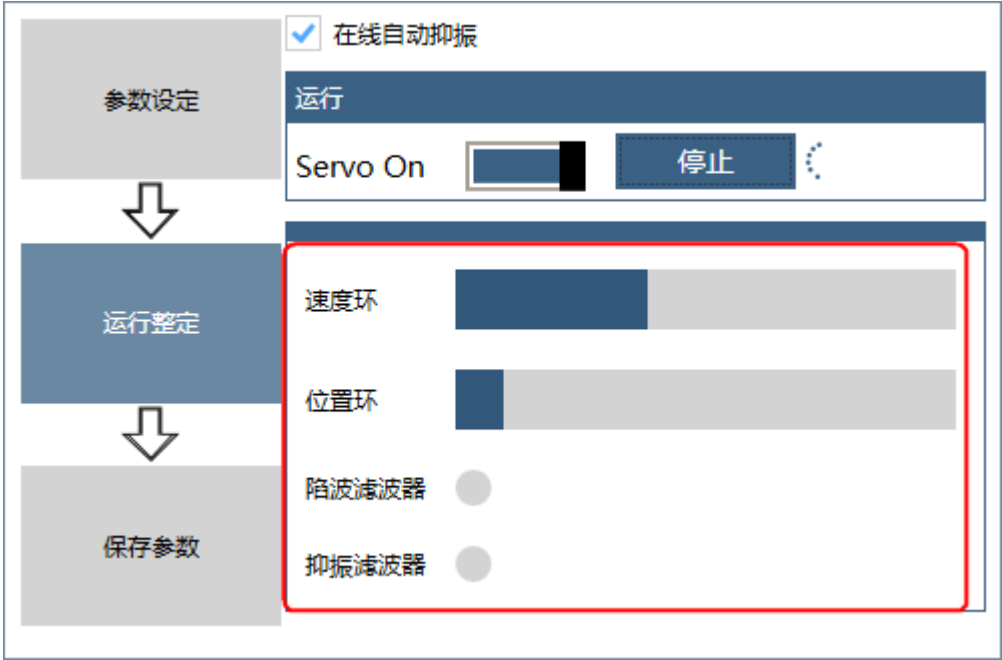 参数设定
运行整定
保存参数
在线自动抑振
运行
Servo On
停止
速度环
位置环
陷波滤波器
抑振滤波器